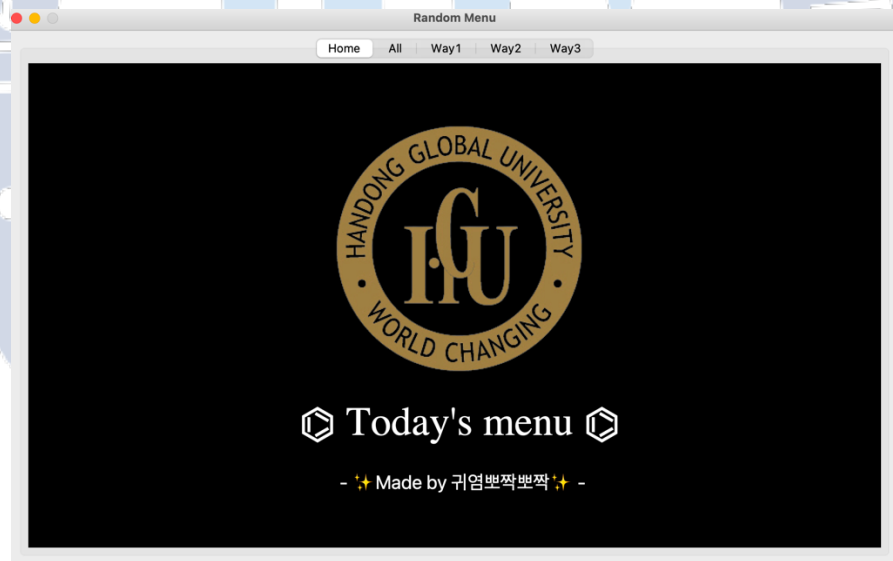 Random Menu
Home All Way1 Way2 Way3
HANDONG GLOBAL UNIVERSITY
HGU
· WORLD CHANGING ·
⌬ Today's menu ⌬
- ✨Made by 귀염뽀짝뽀짝✨ -